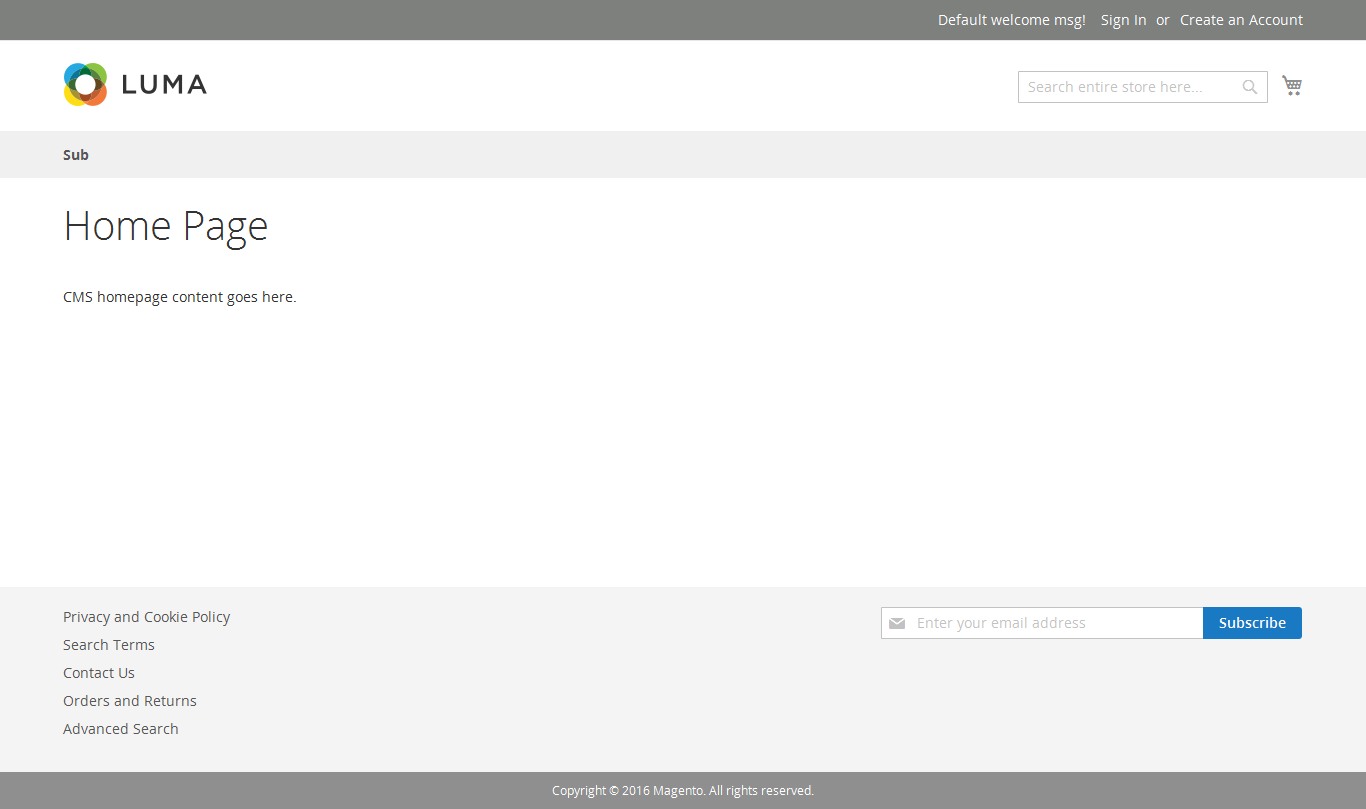 Default welcome msg! Sign In or Create an Account
LUMA
Search entire store here...
Sub
Home Page
CMS homepage content goes here.
Privacy and Cookie Policy
Search Terms
Contact Us
Orders and Returns
Advanced Search
Enter your email address
Subscribe
Copyright © 2016 Magento. All rights reserved.